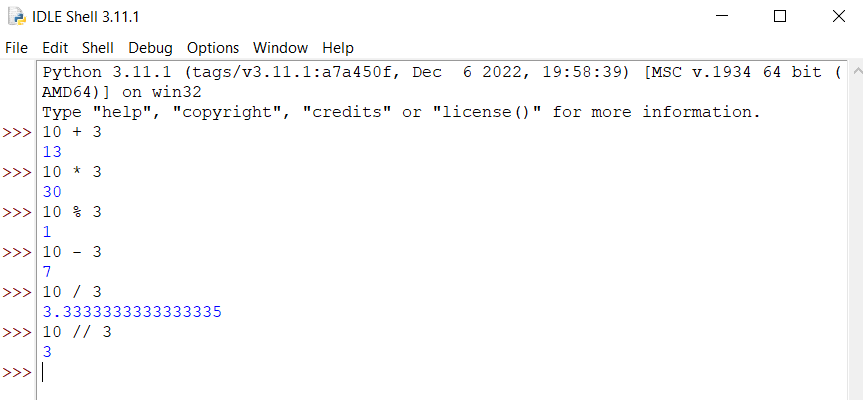 IDLE Shell 3.11.1
File Edit Shell Debug Options Window Help
Python 3.11.1 (tags/v3.11.1:a7a450f, Dec  6 2022, 19:58:39) [MSC v.1934 64 bit (
AMD64)] on win32
Type "help", "copyright", "credits" or "license()" for more information.
>>> 10 + 3
13
>>> 10 * 3
30
>>> 10 % 3
1
>>> 10 - 3
7
>>> 10 / 3
3.3333333333333335
>>> 10 // 3
3
>>>